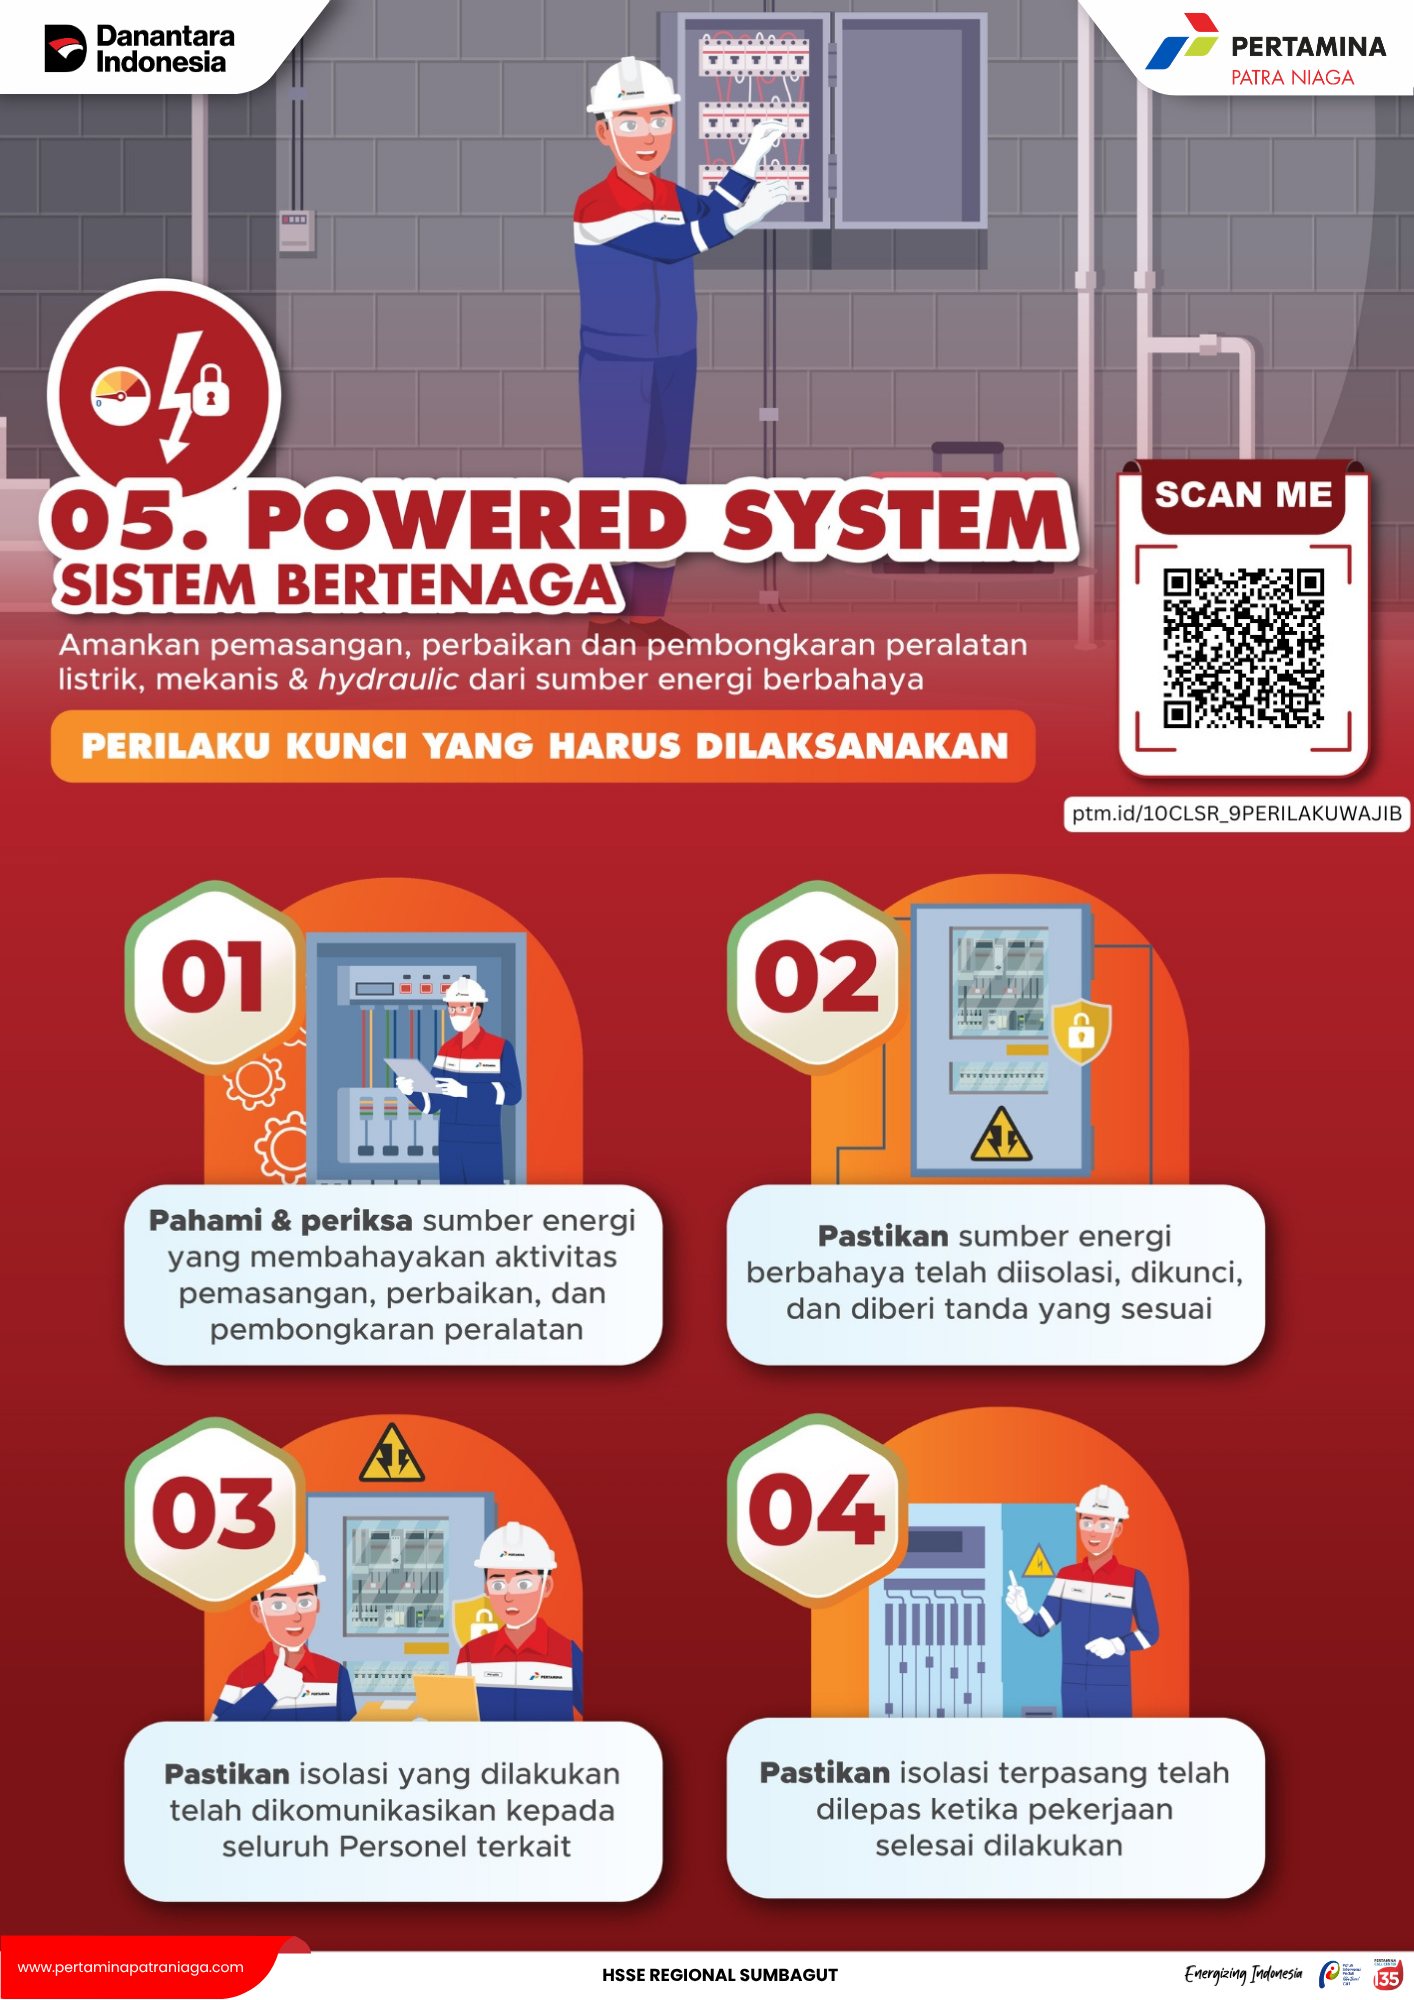 Danantara
Indonesia
PERTAMINA
PATRA NIAGA
05. POWERED SYSTEM
SISTEM BERTENAGA
Amankan pemasangan, perbaikan dan pembongkaran peralatan
listrik, mekanis & hydraulic dari sumber energi berbahaya
PERILAKU KUNCI YANG HARUS DILAKSANAKAN
SCAN ME
ptm.id/10CLSR_9PERILAKUWAJIB
01
Pahami & periksa sumber energi
yang membahayakan aktivitas
pemasangan, perbaikan, dan
pembongkaran peralatan
02
Pastikan sumber energi
berbahaya telah diisolasi, dikunci,
dan diberi tanda yang sesuai
03
Pastikan isolasi yang dilakukan
telah dikomunikasikan kepada
seluruh Personel terkait
04
Pastikan isolasi terpasang telah
dilepas ketika pekerjaan
selesai dilakukan
www.pertaminapatraniaga.com
HSSE REGIONAL SUMBAGUT
Energizing Indonesia
135